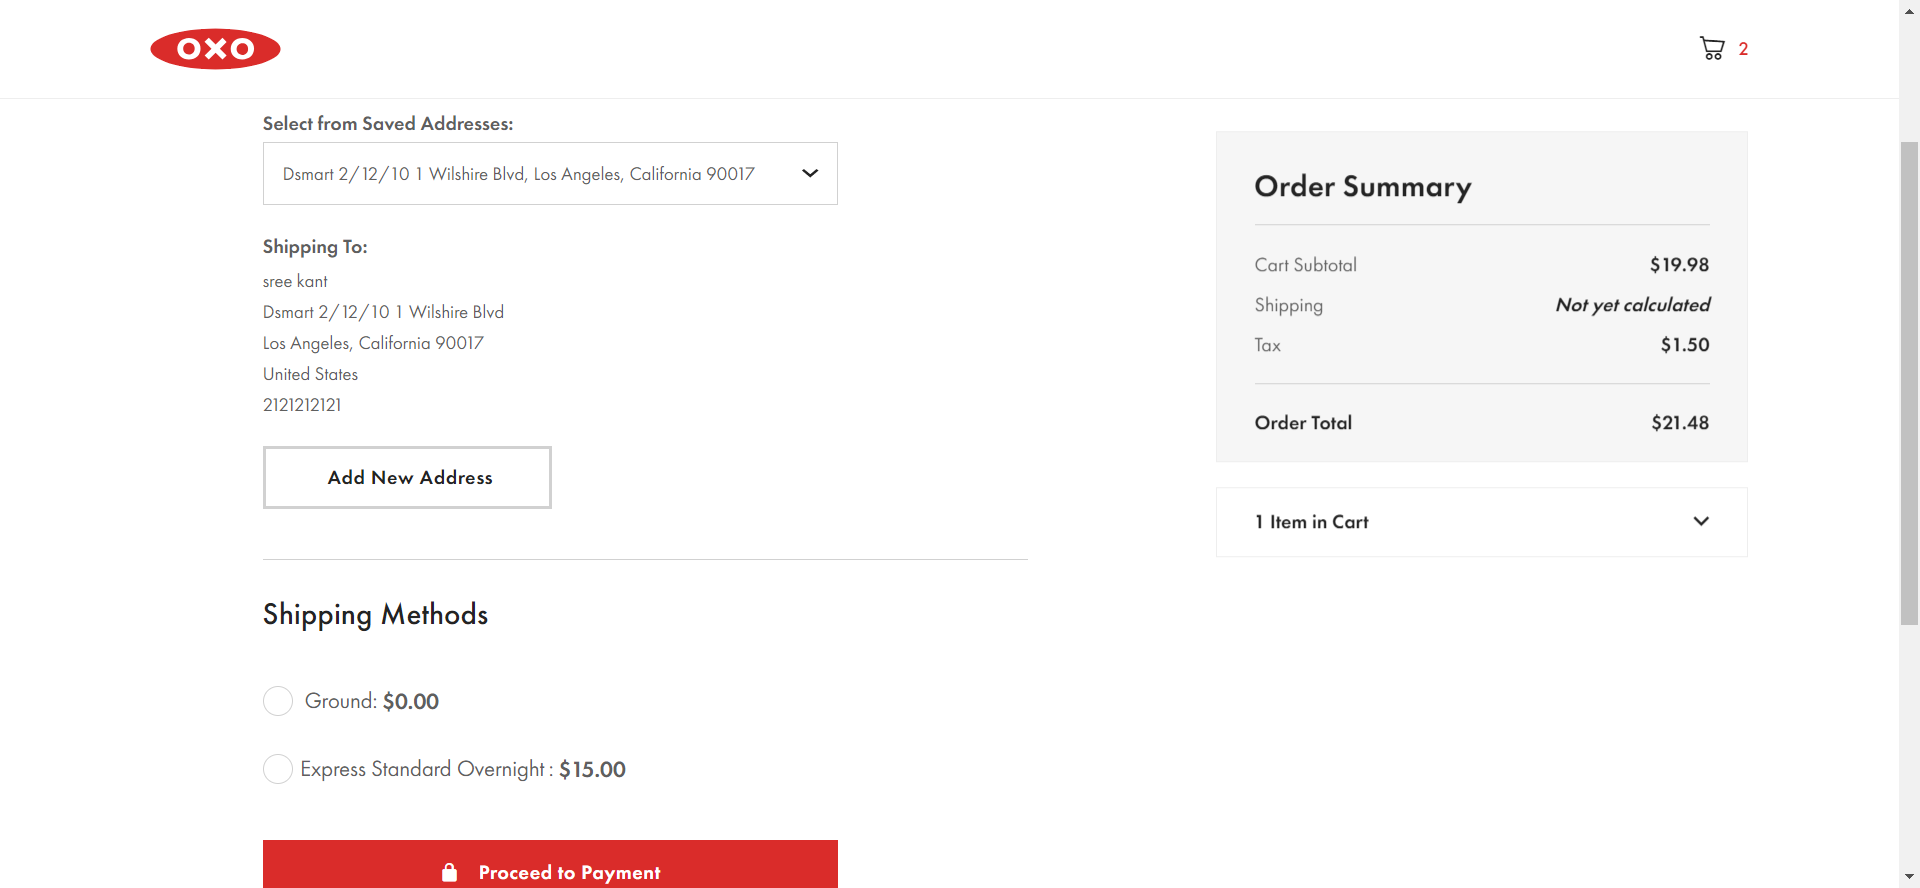 OXO
2
Select from Saved Addresses:
Dsmart 2/12/10 1 Wilshire Blvd, Los Angeles, California 90017
Shipping To:
sree kant
Dsmart 2/12/10 1 Wilshire Blvd
Los Angeles, California 90017
United States
2121212121
Add New Address
Shipping Methods
Ground: $0.00
Express Standard Overnight : $15.00
Proceed to Payment
Order Summary
Cart Subtotal $19.98
Shipping Not yet calculated
Tax $1.50
Order Total $21.48
1 Item in Cart